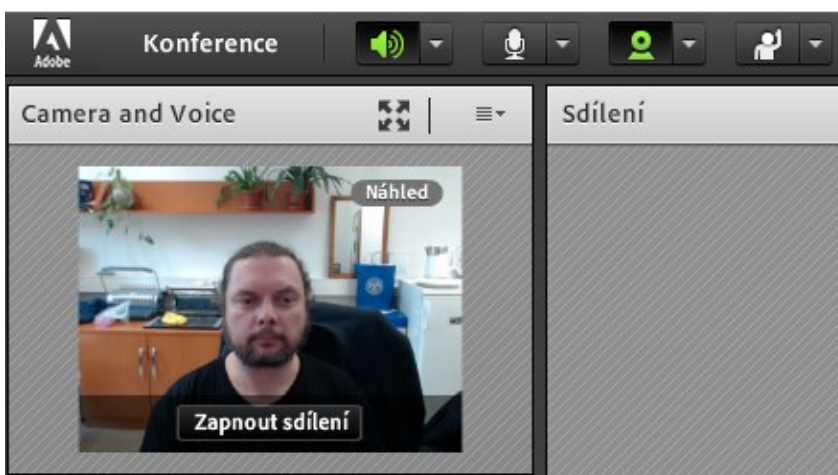 Adobe
Konference
Camera and Voice
Sdílení
Náhled
Zapnout sdílení